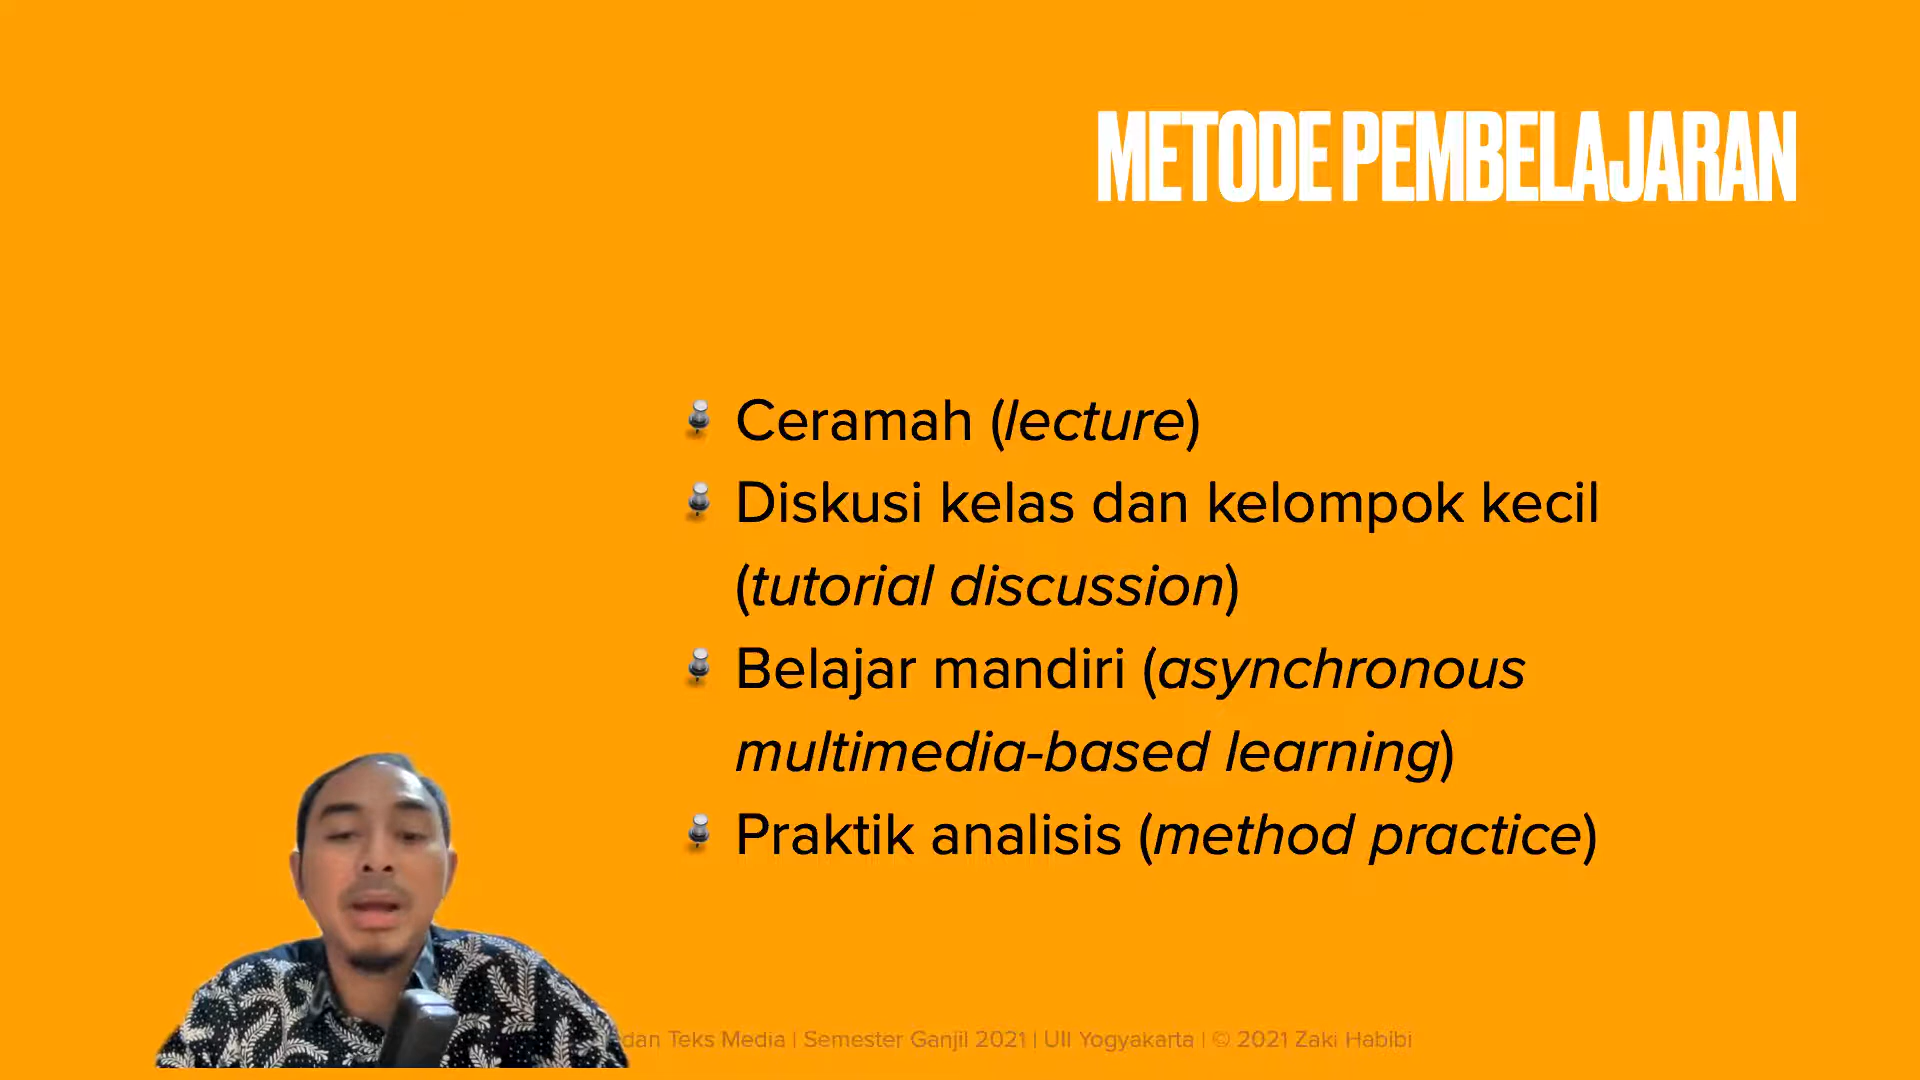 METODE PEMBELAJARAN
Ceramah (lecture)
Diskusi kelas dan kelompok kecil
(tutorial discussion)
Belajar mandiri (asynchronous
multimedia-based learning)
Praktik analisis (method practice)
Teks Media | Semester Ganjil 2021 | UII Yogyakarta | © 2021 Zaki Habibi